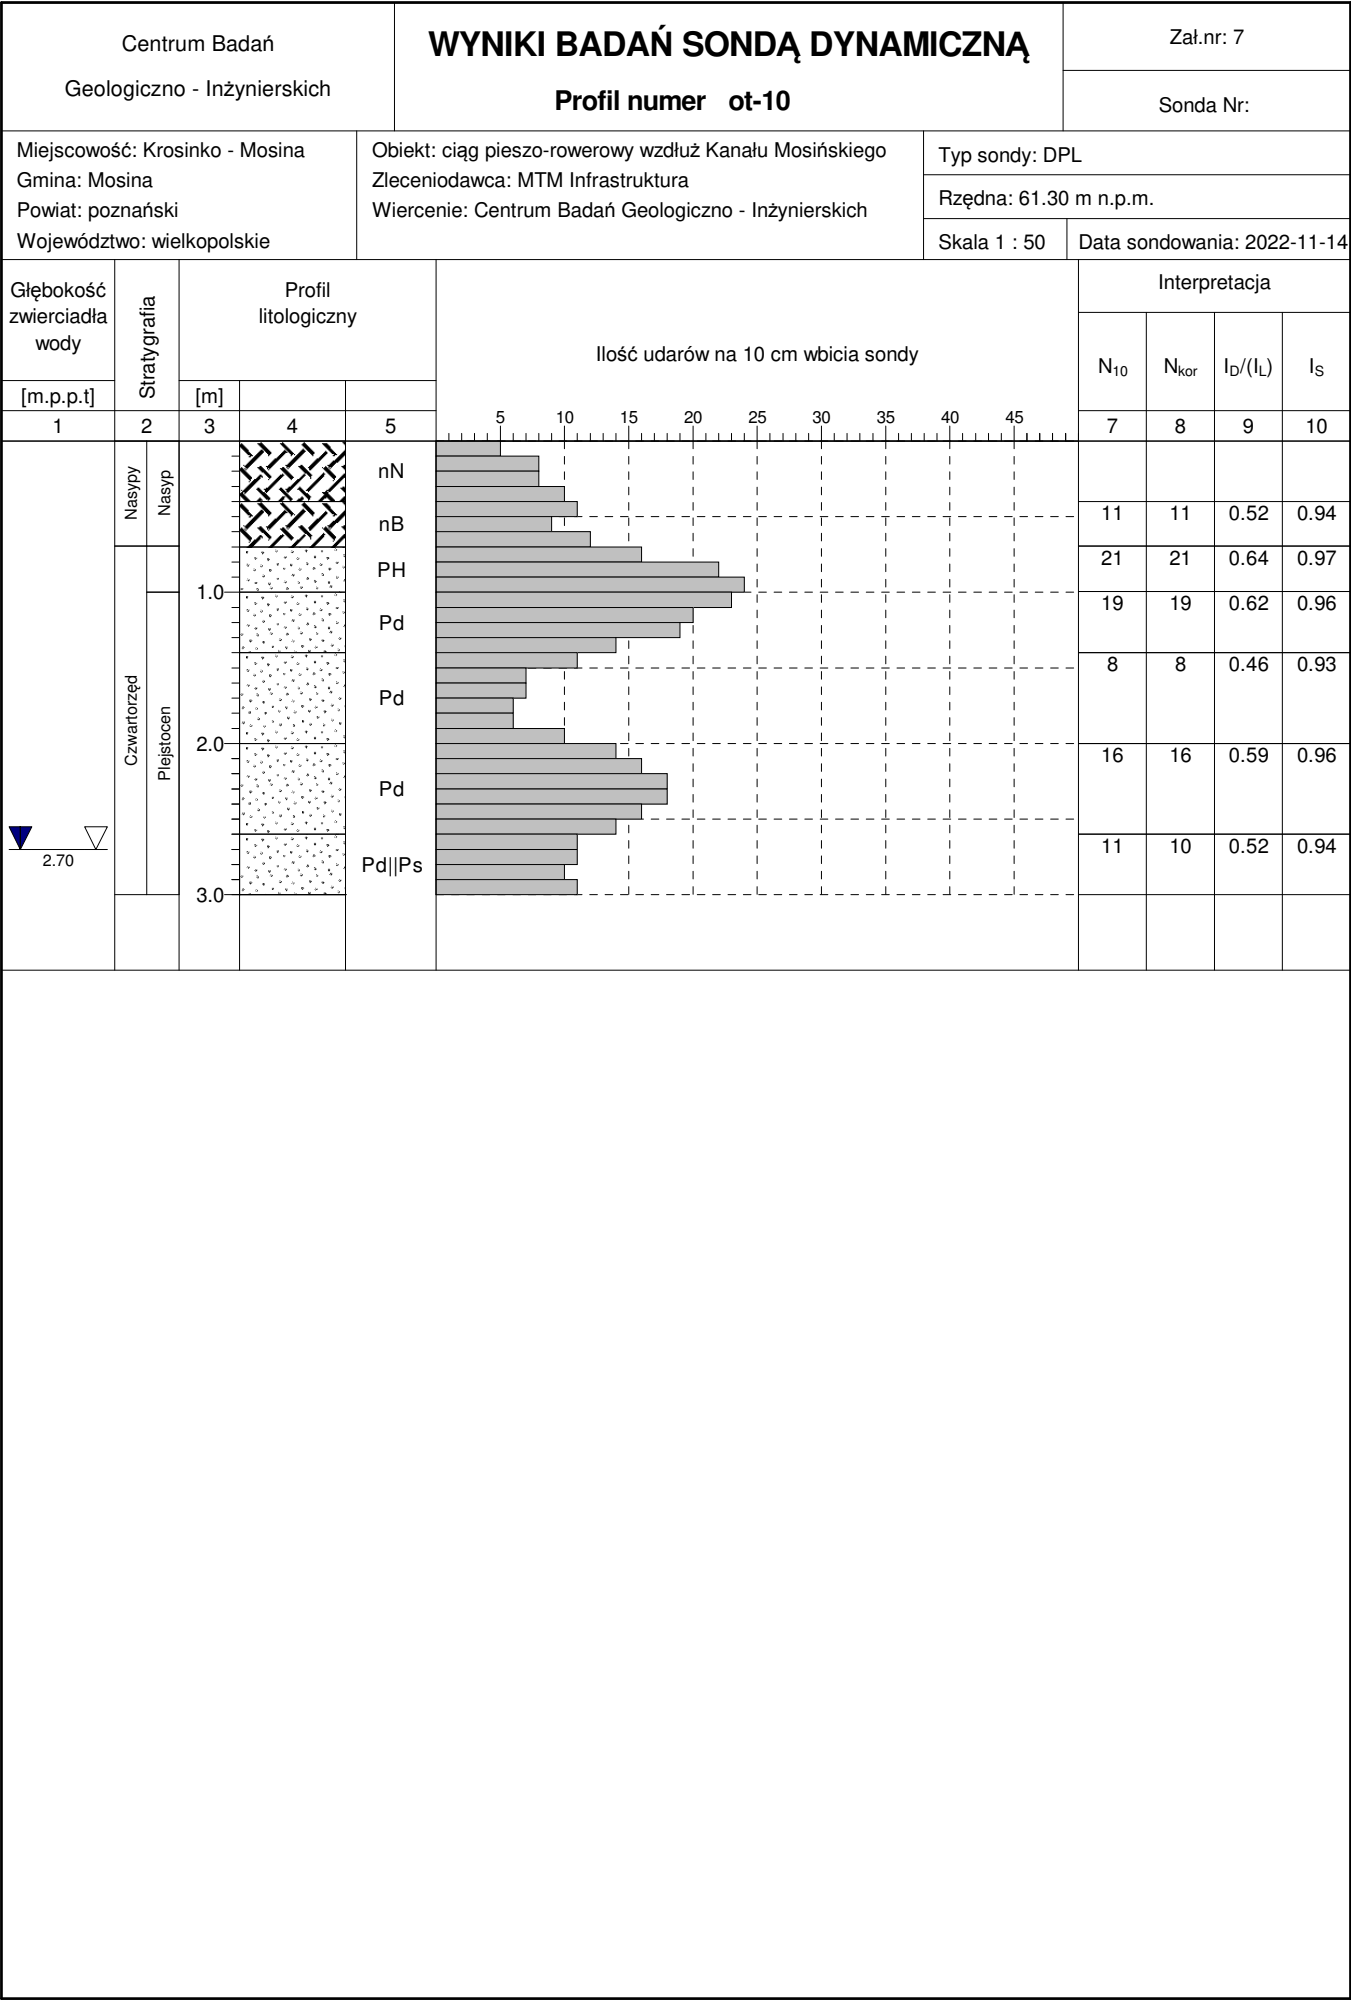 Centrum Badań
Geologiczno - Inżynierskich
WYNIKI BADAŃ SONDĄ DYNAMICZNĄ
Profil numer ot-10
Zał.nr: 7
Sonda Nr:
Miejscowość: Krosinko - Mosina
Gmina: Mosina
Powiat: poznański
Województwo: wielkopolskie
Obiekt: ciąg pieszo-rowerowy wzdłuż Kanału Mosińskiego
Zleceniodawca: MTM Infrastruktura
Wiercenie: Centrum Badań Geologiczno - Inżynierskich
Typ sondy: DPL
Rzędna: 61.30 m n.p.m.
Skala 1 : 50
Data sondowania: 2022-11-14
Głębokość
zwierciadła
wody
[m.p.p.t]
Stratygrafia
Profil
litologiczny
[m]
Ilość udarów na 10 cm wbicia sondy
Interpretacja
N10 Nkor ID/(IL) IS
5 10 15 20 25 30 35 40 45
1 2 3 4 5 7 8 9 10
Nasypy
Nasyp
nN
nB
11 11 0.52 0.94
PH
21 21 0.64 0.97
1.0
Pd
19 19 0.62 0.96
Czwartorzęd
Plejstocen
Pd
8 8 0.46 0.93
2.0
Pd
16 16 0.59 0.96
2.70
Pd||Ps
11 10 0.52 0.94
3.0